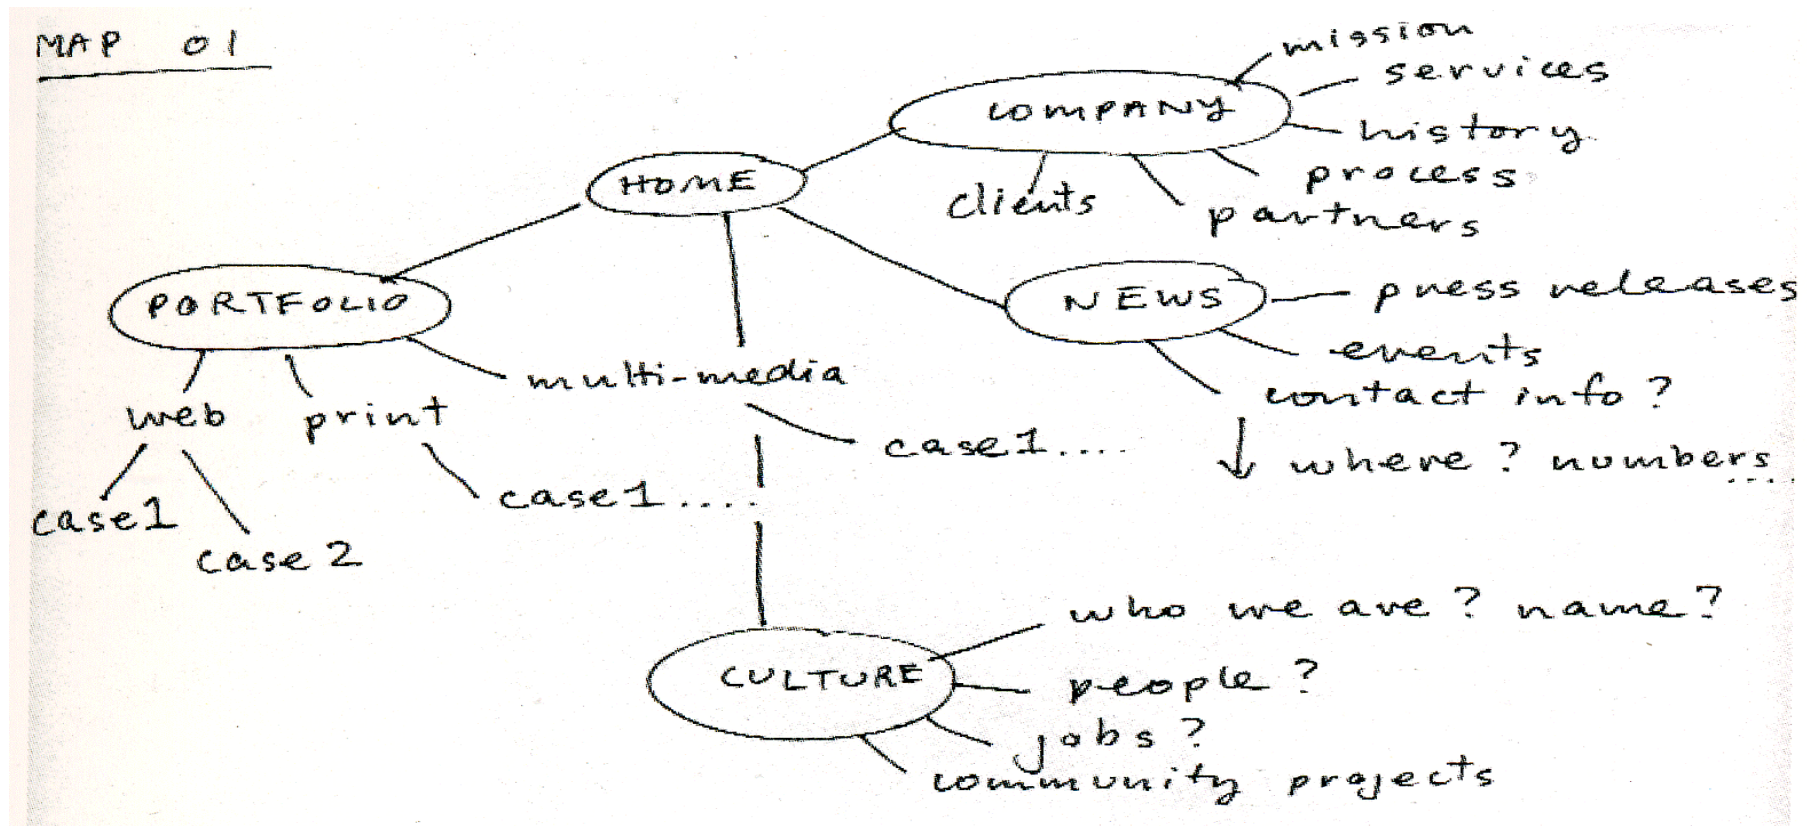 MAP 01
mission
services
COMPANY
history
HOME
process
clients
partners
PORTFOLIO
NEWS
press releases
events
multi-media
contact info ?
web
print
case1....
where ? numbers....
case1
case1....
case 2
who we are ? name ?
CULTURE
people ?
jobs ?
community projects